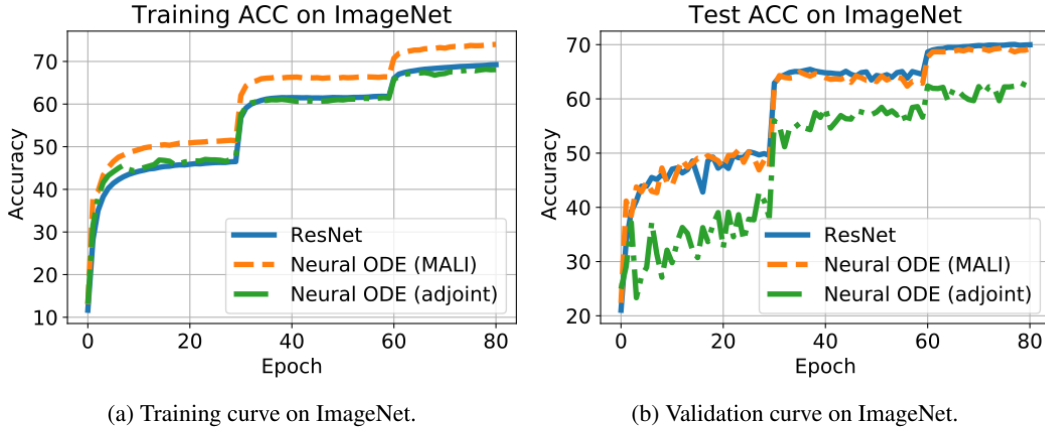 Training ACC on ImageNet
70
60
50
40
30
20
10
Accuracy
ResNet
Neural ODE (MALI)
Neural ODE (adjoint)
0 20 40 60 80
Epoch
(a) Training curve on ImageNet.
Test ACC on ImageNet
70
60
50
40
30
20
Accuracy
ResNet
Neural ODE (MALI)
Neural ODE (adjoint)
0 20 40 60 80
Epoch
(b) Validation curve on ImageNet.